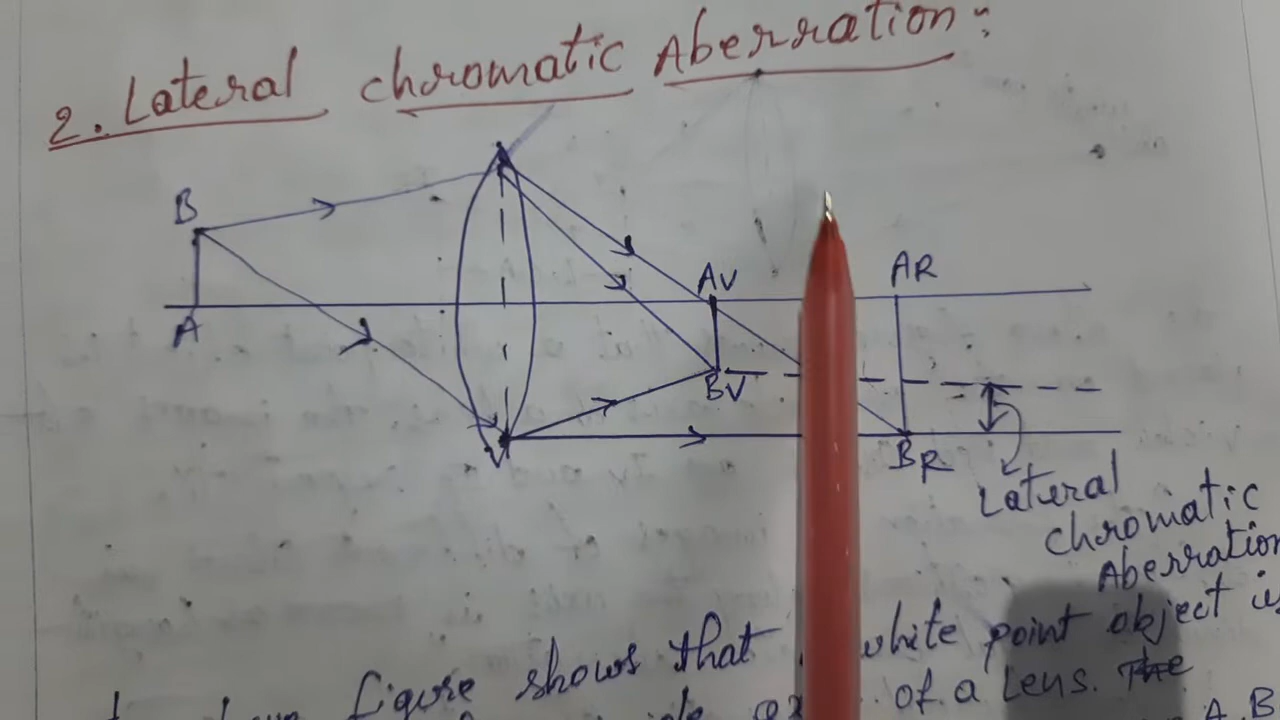 2. Lateral chromatic Aberration:
B
A
AV
AR
BV
BR
Lateral
chromatic
Aberration
figure shows that white point object is
of a Lens. The
A B